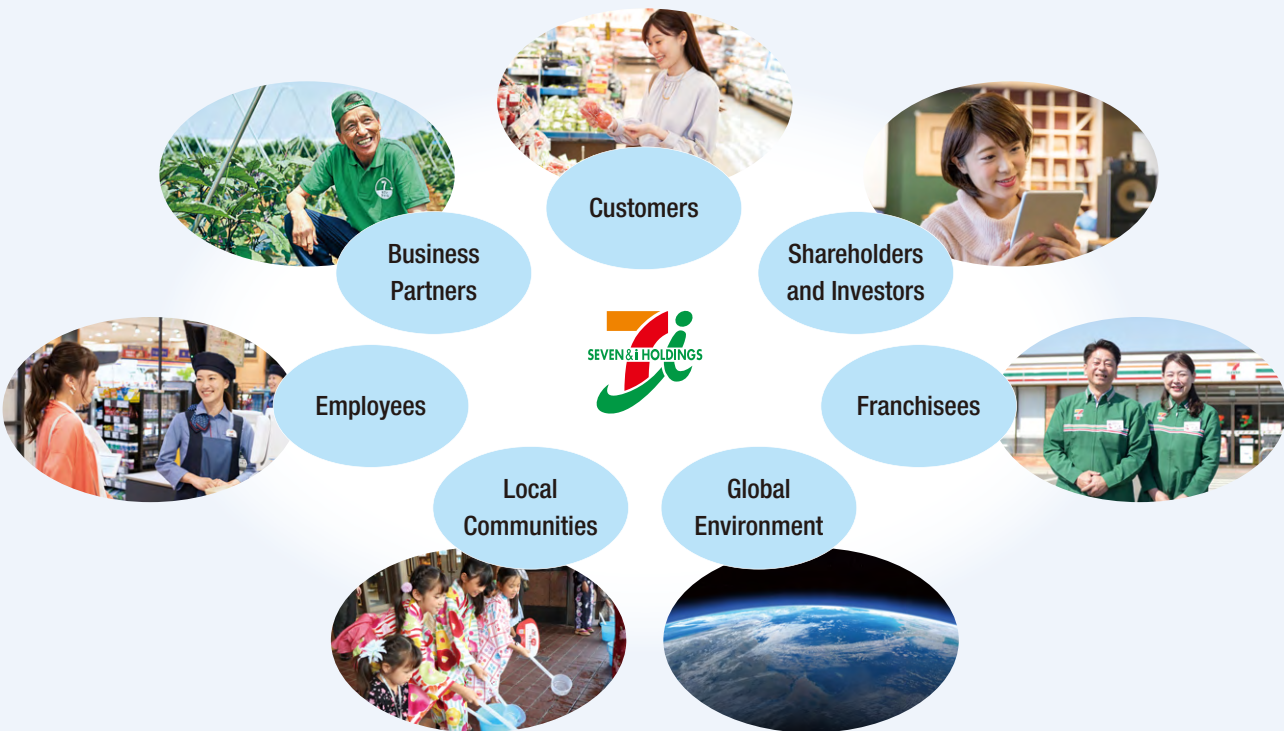 Customers
Business
Partners
Shareholders
and Investors
SEVEN&i HOLDINGS
Employees
Franchisees
Local
Communities
Global
Environment